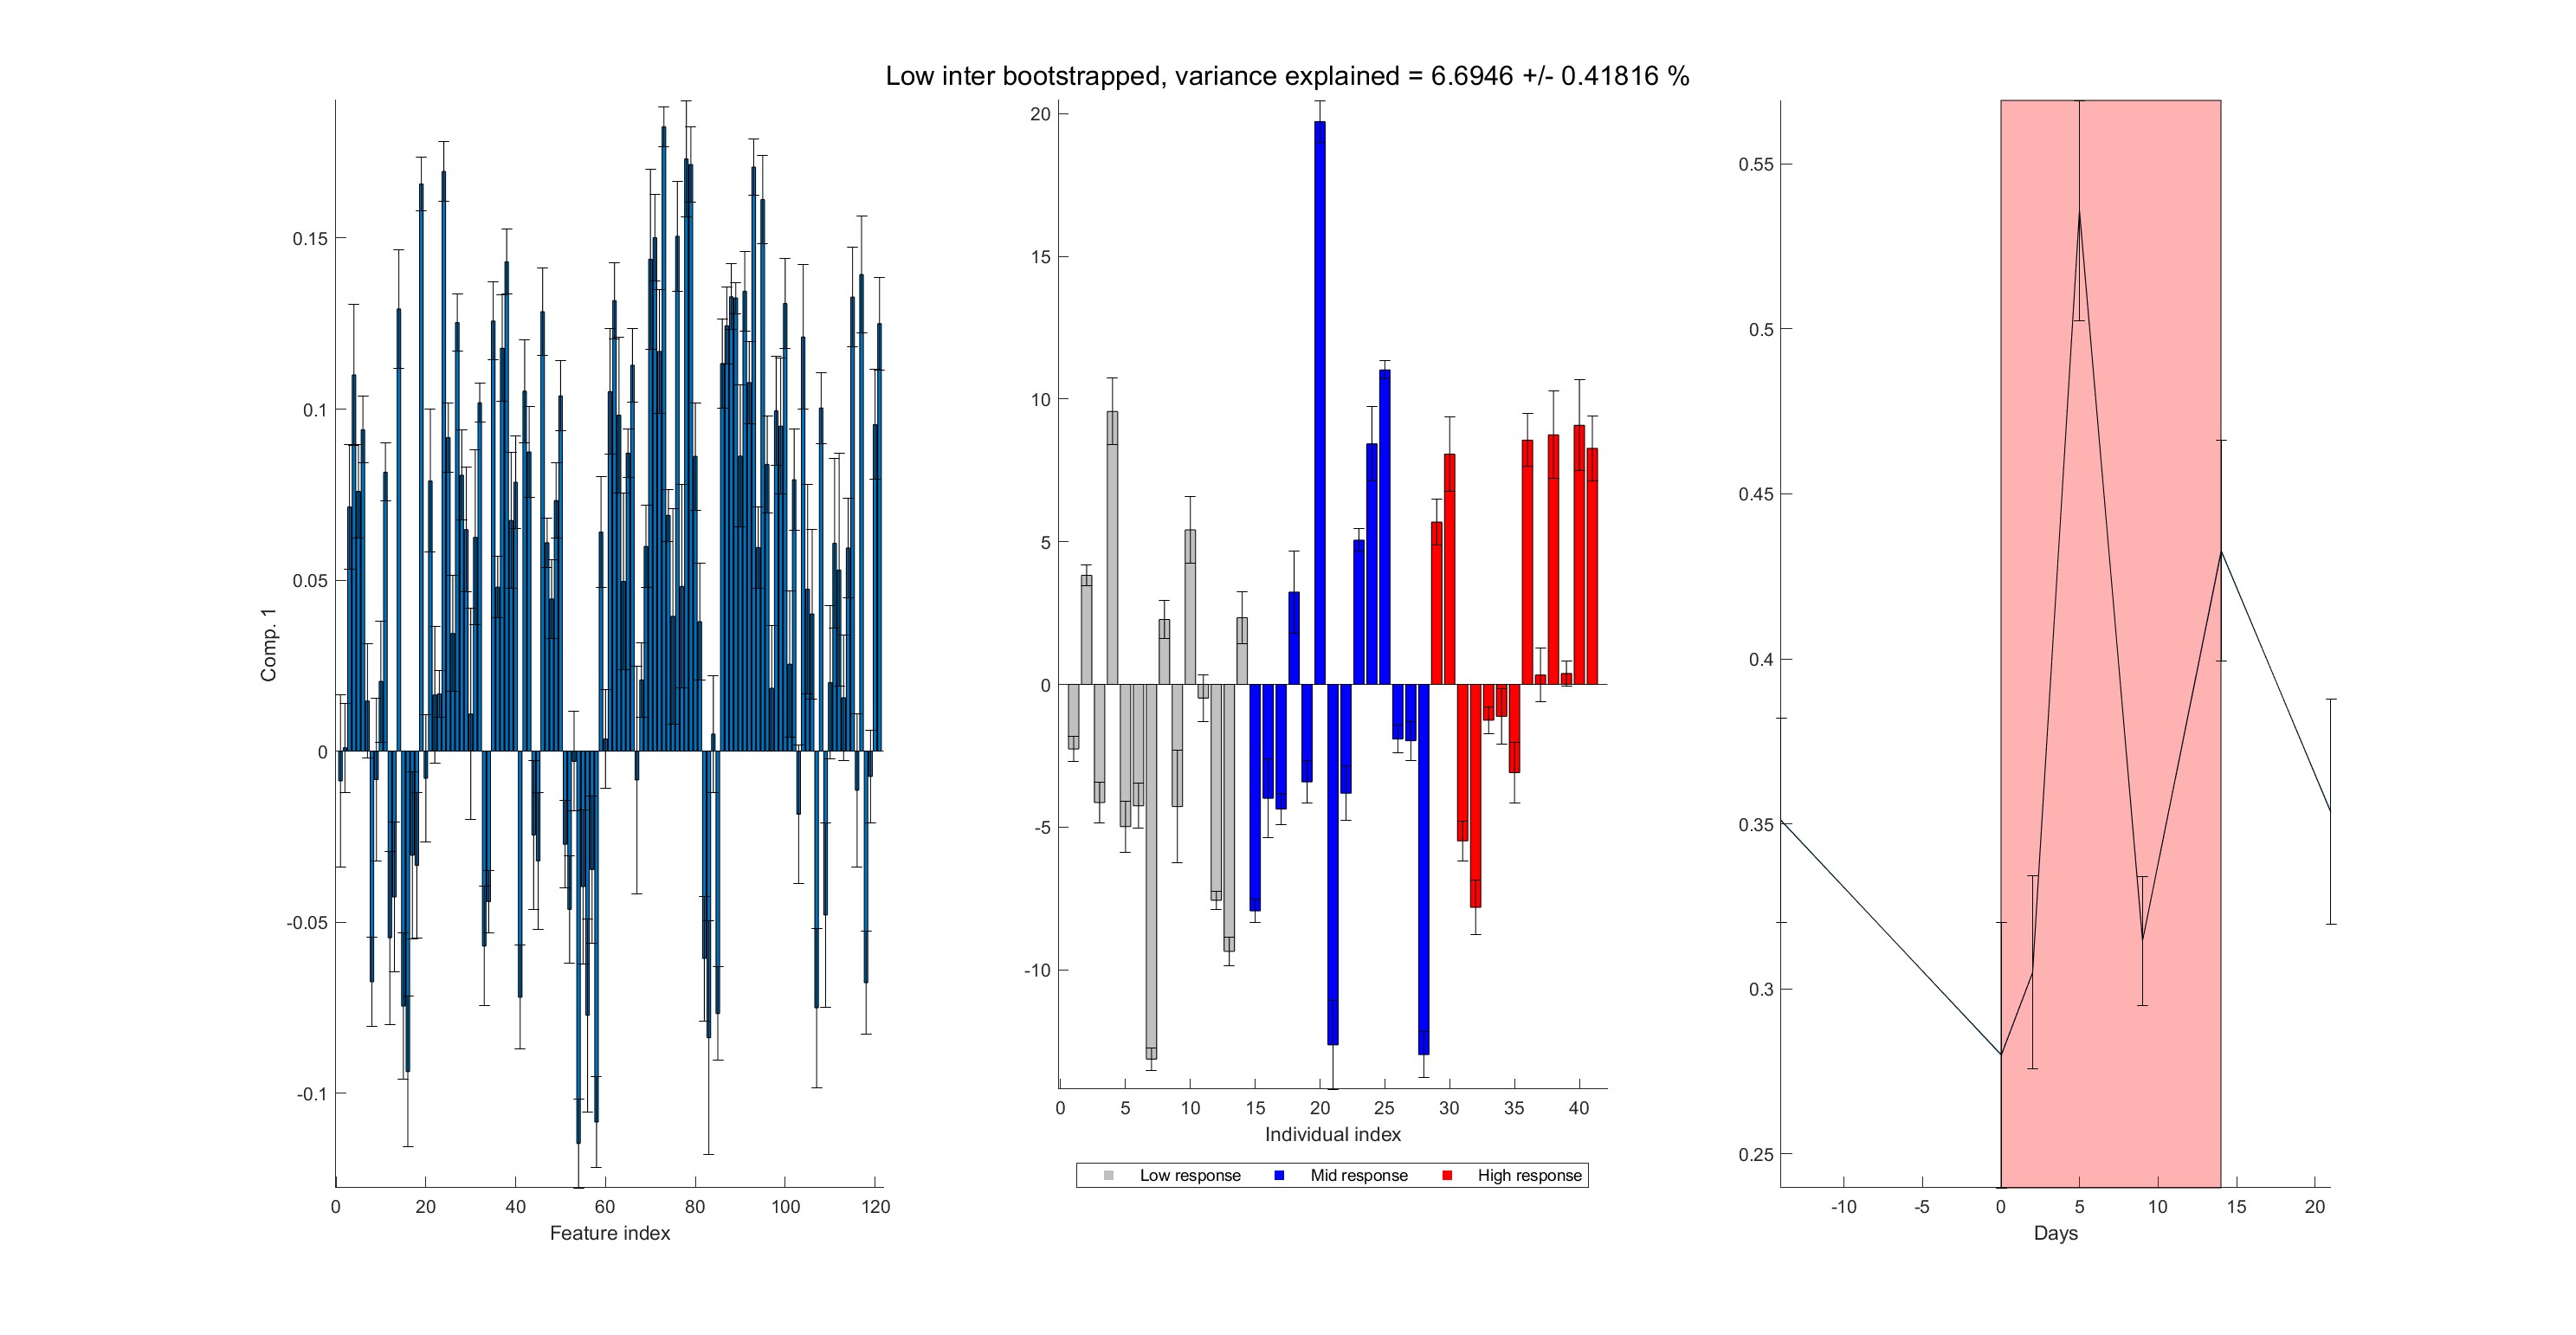 Low inter bootstrapped, variance explained = 6.6946 +/- 0.41816 %
Comp. 1
0.15
0.1
0.05
0
-0.05
-0.1
0 20 40 60 80 100 120
Feature index
20
15
10
5
0
-5
-10
0 5 10 15 20 25 30 35 40
Individual index
Low response Mid response High response
0.55
0.5
0.45
0.4
0.35
0.3
0.25
-10 -5 0 5 10 15 20
Days